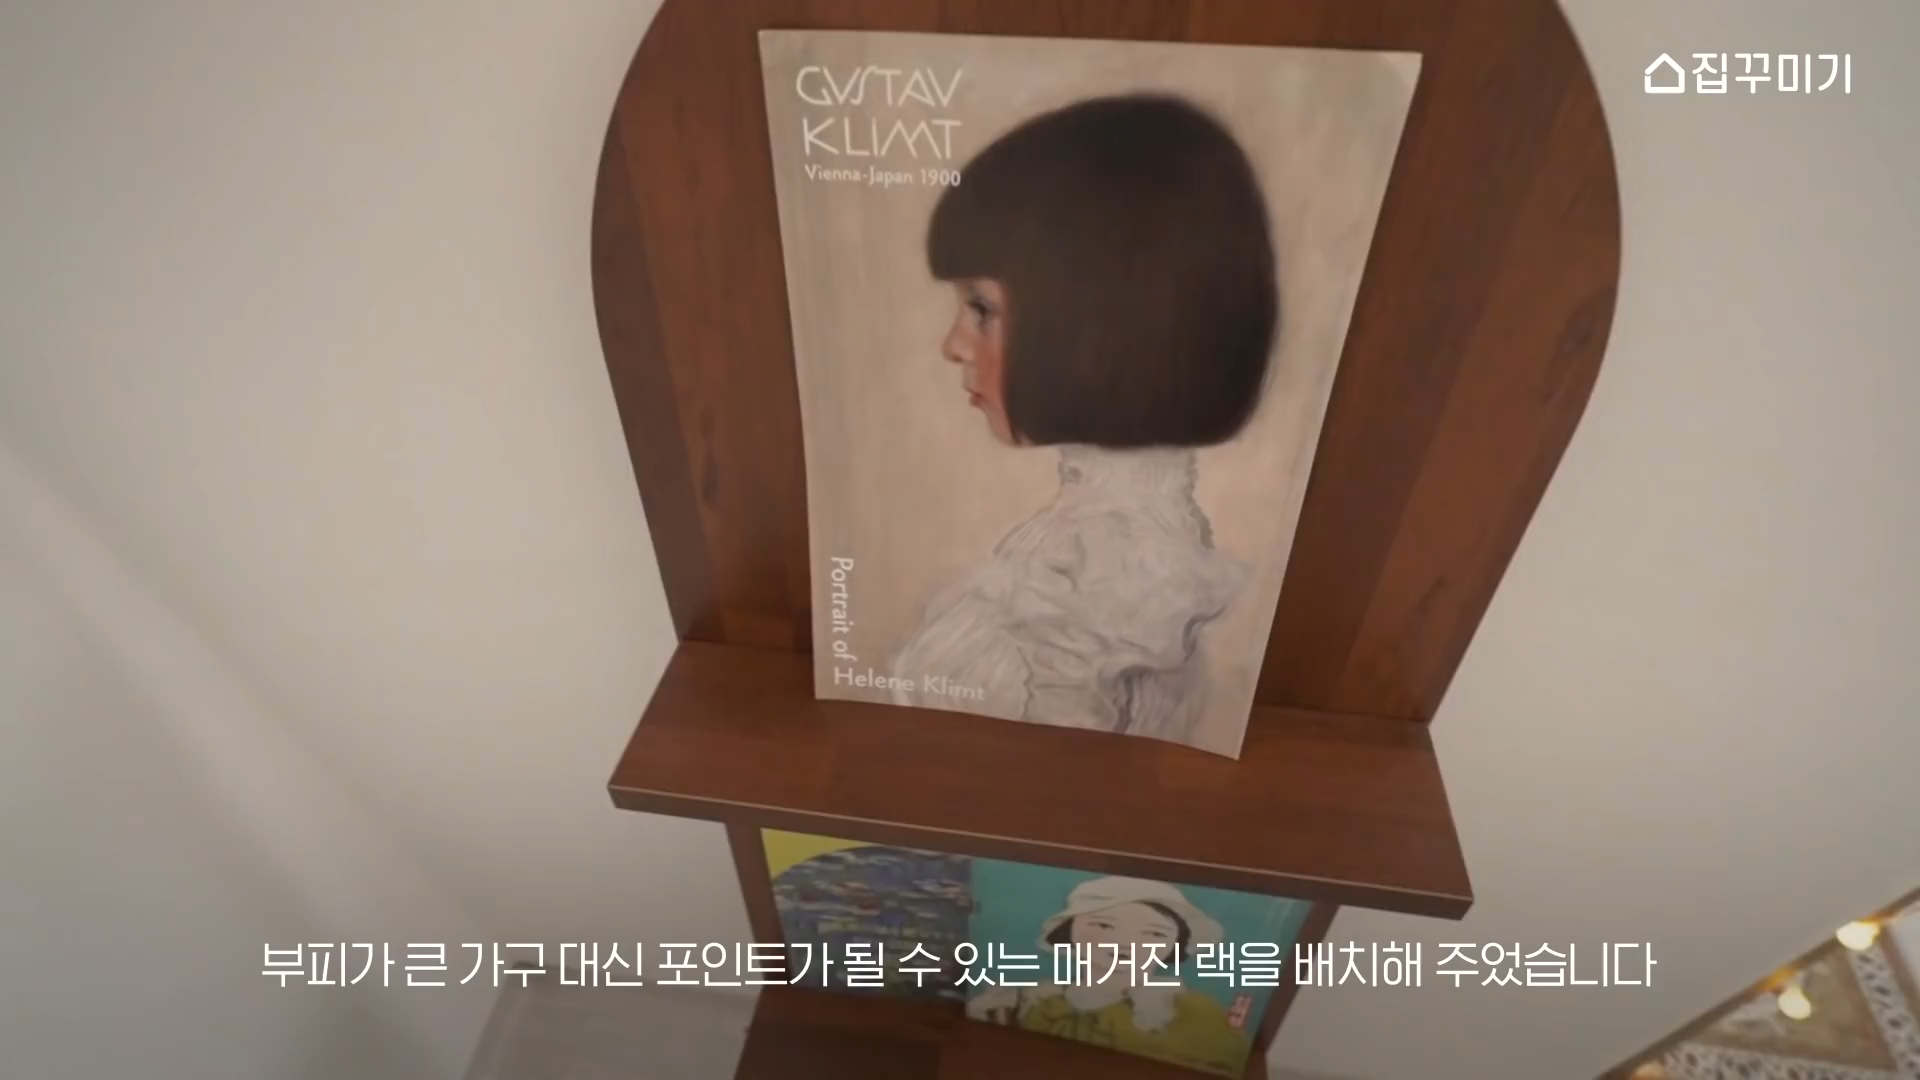 GUSTAV
KLIMT
Vienna-Japan 1900
집꾸미기
Portrait of
Helene Klimt
부피가 큰 가구 대신 포인트가 될 수 있는 매거진 랙을 배치해 주었습니다